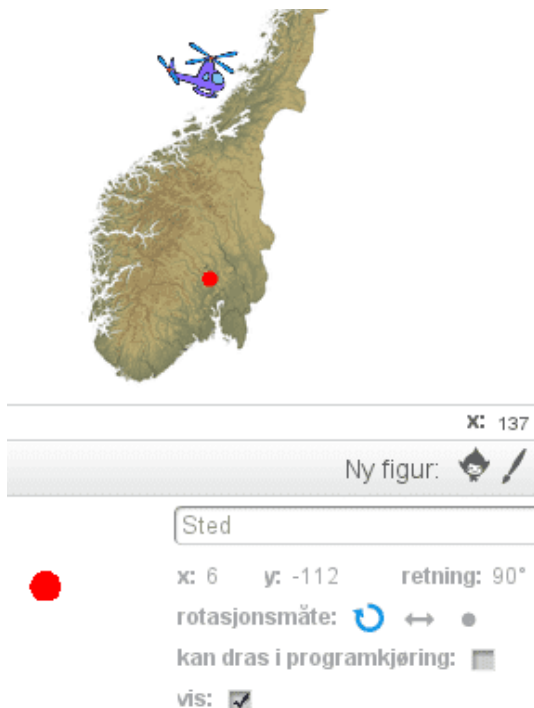 x: 137
Ny figur:
Sted
x: 6 y: -112 retning: 90°
rotasjonsmåte:
kan dras i programkjøring:
vis: